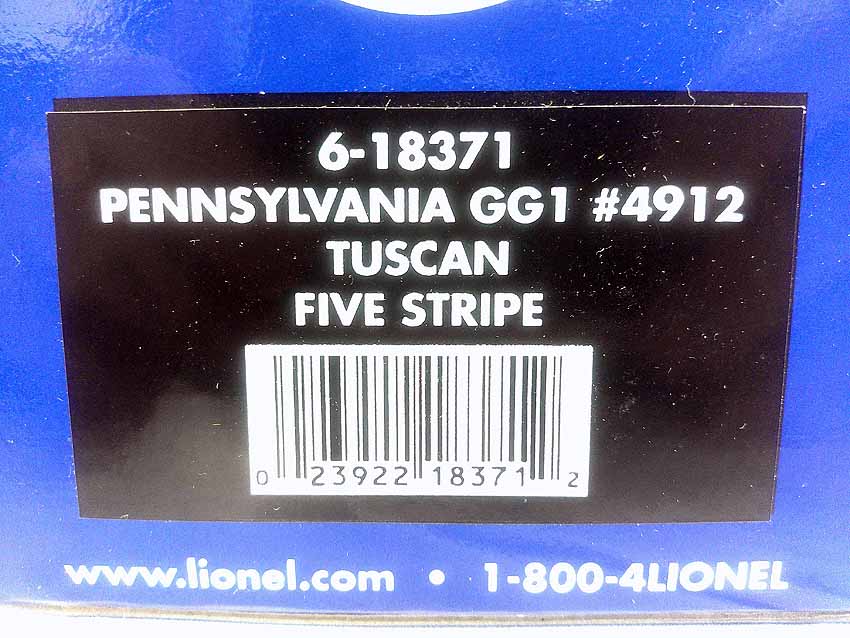 6-18371
PENNSYLVANIA GG1 #4912
TUSCAN
FIVE STRIPE
0 23922 18371 2
www.lionel.com • 1-800-4LIONEL